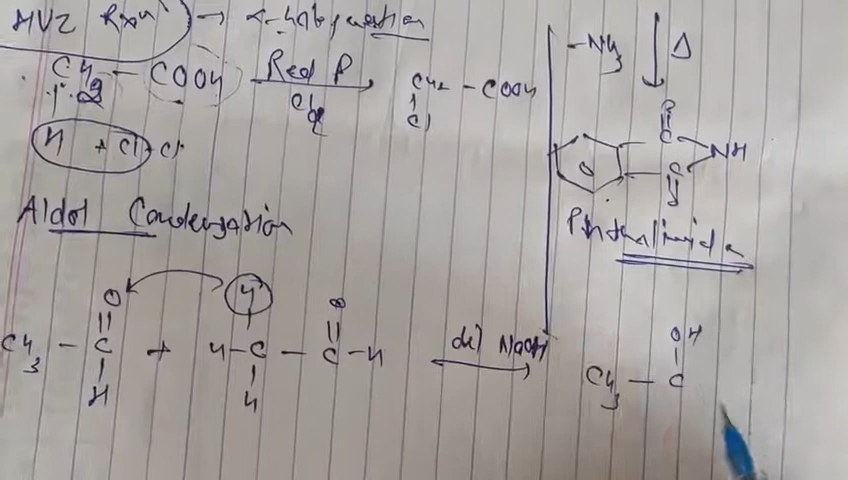 HVZ Rxn → α-halogenation
CH2 - COOH Red P CH2 - COOH
Cl2 Cl
H + Cl + Cl
Aldol Condensation
O H O
CH3 - C + H - C - C - H dil NaOH CH3 - C
H H
OH
-NH3 Δ
O
C
NH
C
O
Phthalimide